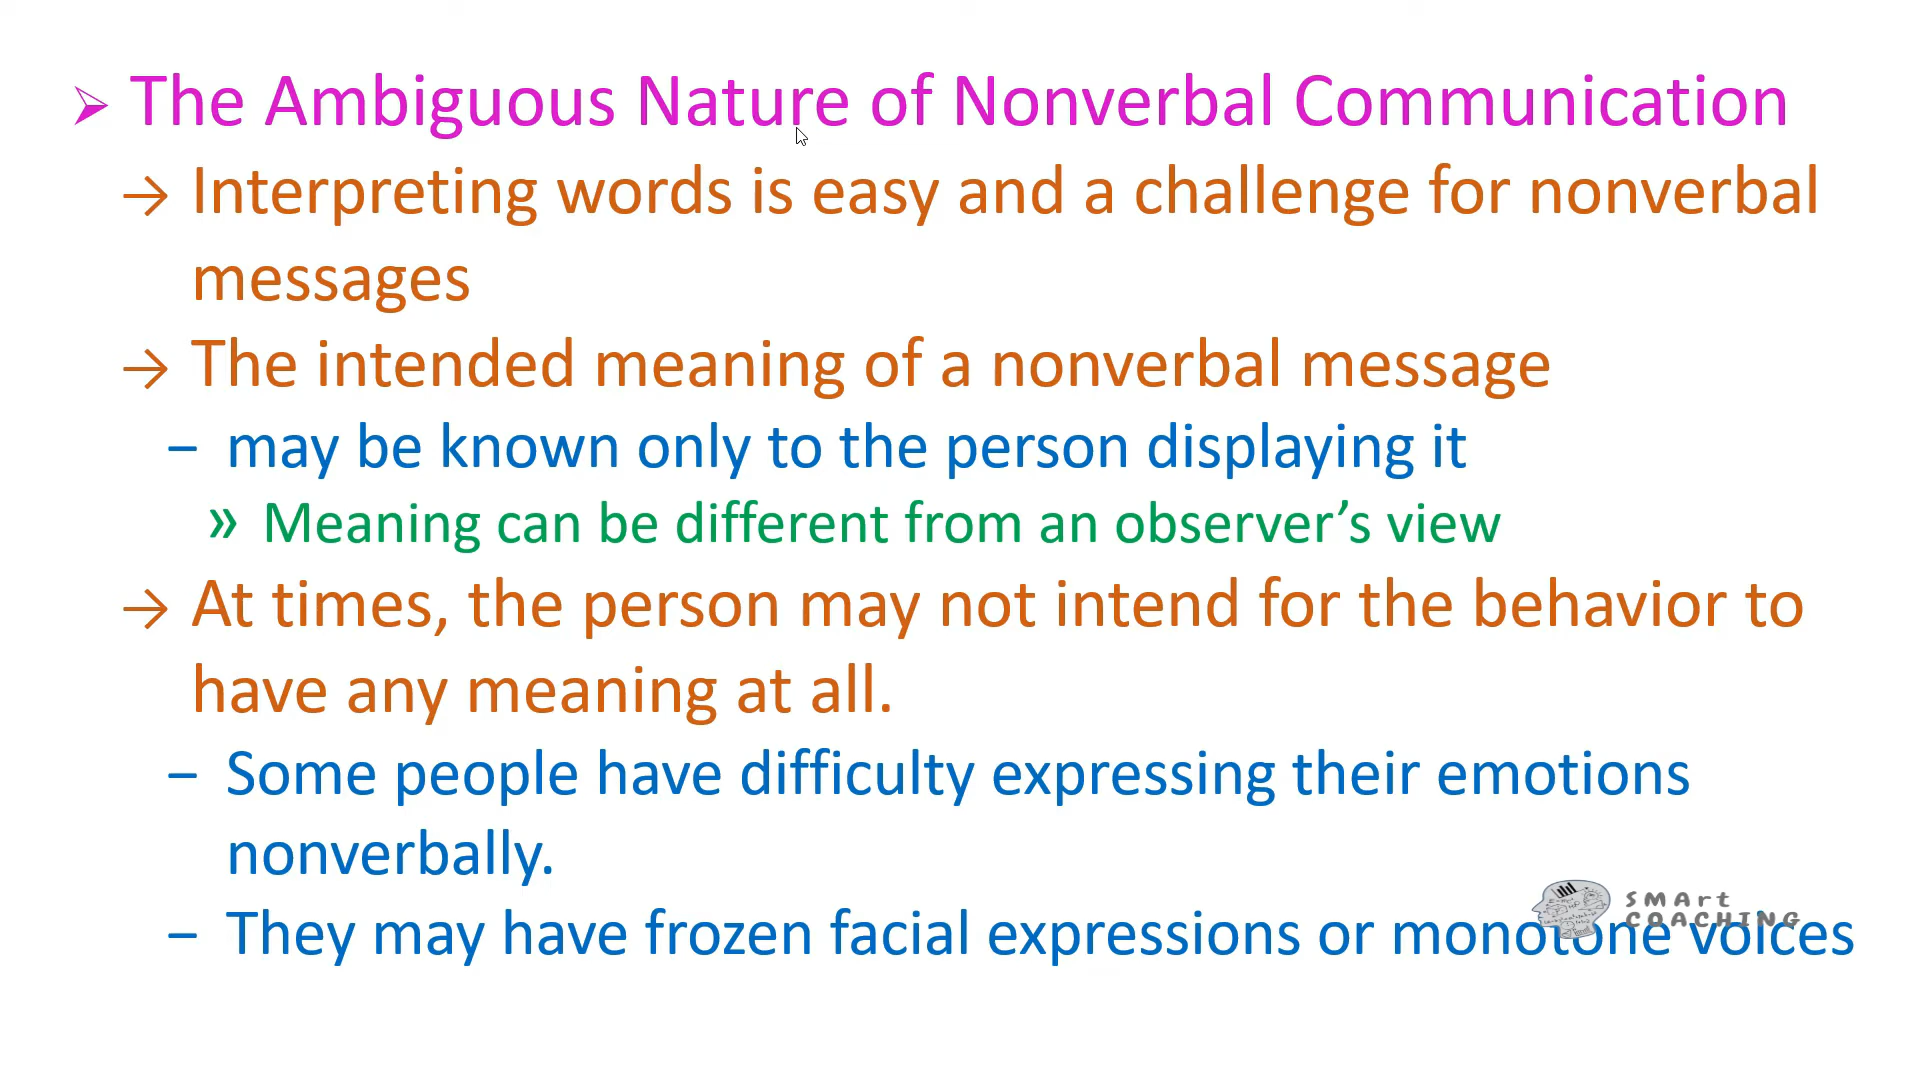 ➢ The Ambiguous Nature of Nonverbal Communication
→ Interpreting words is easy and a challenge for nonverbal
messages
→ The intended meaning of a nonverbal message
– may be known only to the person displaying it
» Meaning can be different from an observer’s view
→ At times, the person may not intend for the behavior to
have any meaning at all.
– Some people have difficulty expressing their emotions
nonverbally.
– They may have frozen facial expressions or monotone voices
SMArt
COACHING